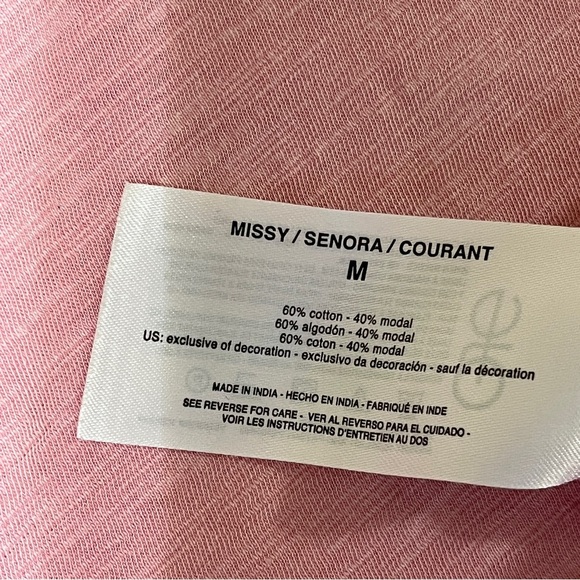 MISSY / SENORA / COURANT
M
60% cotton - 40% modal
60% algodón - 40% modal
60% coton - 40% modal
US: exclusive of decoration - exclusivo da decoración - sauf la décoration
MADE IN INDIA - HECHO EN INDIA - FABRIQUÉ EN INDE
SEE REVERSE FOR CARE - VER AL REVERSO PARA EL CUIDADO -
VOIR LES INSTRUCTIONS D'ENTRETIEN AU DOS